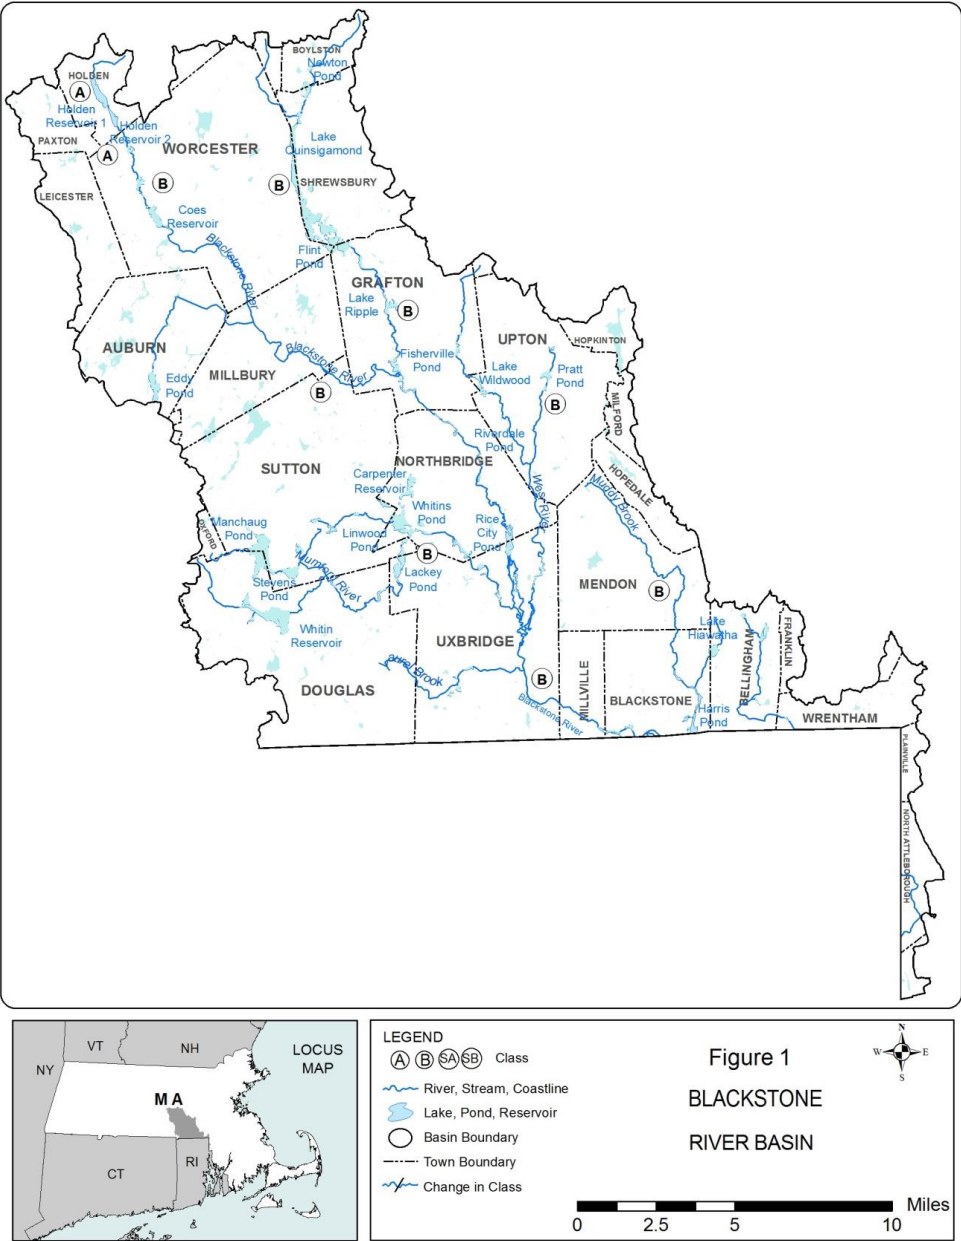 BOYLSTON
Newton
Pond
HOLDEN
A
Holden
Reservoir 1
Holden
Reservoir 2
PAXTON
A
WORCESTER
Lake
Quinsigamond
B
B
SHREWSBURY
LEICESTER
Coes
Reservoir
Blackstone River
Flint
Pond
GRAFTON
Lake
Ripple
B
UPTON
HOPKINTON
AUBURN
Blackstone River
Fisherville
Pond
Lake
Wildwood
Pratt
Pond
MILLBURY
Eddy
Pond
B
B
MILFORD
Riverdale
Pond
SUTTON
NORTHBRIDGE
HOPEDALE
Carpenter
Reservoir
West River
Muddy Brook
Whitins
Pond
Rice
City
Pond
OXFORD
Manchaug
Pond
Linwood
Pond
B
Mumford River
Lackey
Pond
Stevens
Pond
MENDON
B
Whitin
Reservoir
UXBRIDGE
Lake
Hiawatha
FRANKLIN
BELLINGHAM
aurel Brook
B
DOUGLAS
MILLVILLE
BLACKSTONE
Blackstone River
Harris
Pond
WRENTHAM
PLAINVILLE
NORTH ATTLEBOROUGH
NY
VT
NH
LOCUS
MAP
MA
CT
RI
LEGEND
A B SA SB Class
River, Stream, Coastline
Lake, Pond, Reservoir
Basin Boundary
Town Boundary
Change in Class
Figure 1
BLACKSTONE
RIVER BASIN
N
W E
S
Miles
0 2.5 5 10